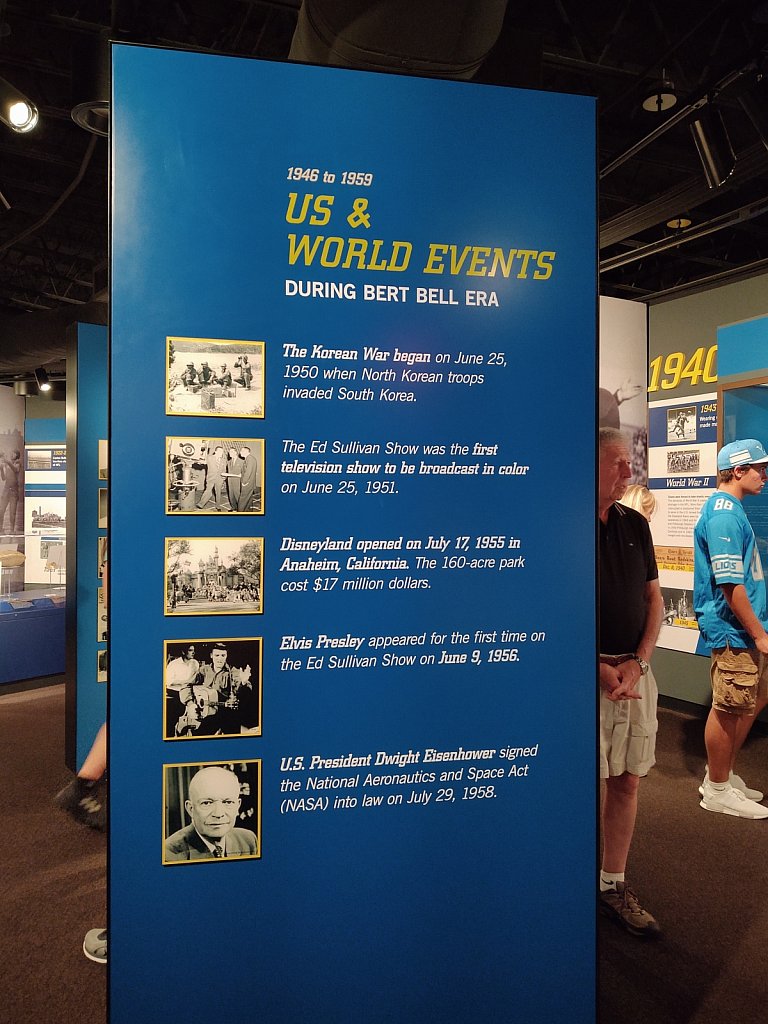 1946 to 1959
US &
WORLD EVENTS
DURING BERT BELL ERA
The Korean War began on June 25,
1950 when North Korean troops
invaded South Korea.
The Ed Sullivan Show was the first
television show to be broadcast in color
on June 25, 1951.
Disneyland opened on July 17, 1955 in
Anaheim, California. The 160-acre park
cost $17 million dollars.
Elvis Presley appeared for the first time on
the Ed Sullivan Show on June 9, 1956.
U.S. President Dwight Eisenhower signed
the National Aeronautics and Space Act
(NASA) into law on July 29, 1958.
1940
1943
World War II
88
LIONS